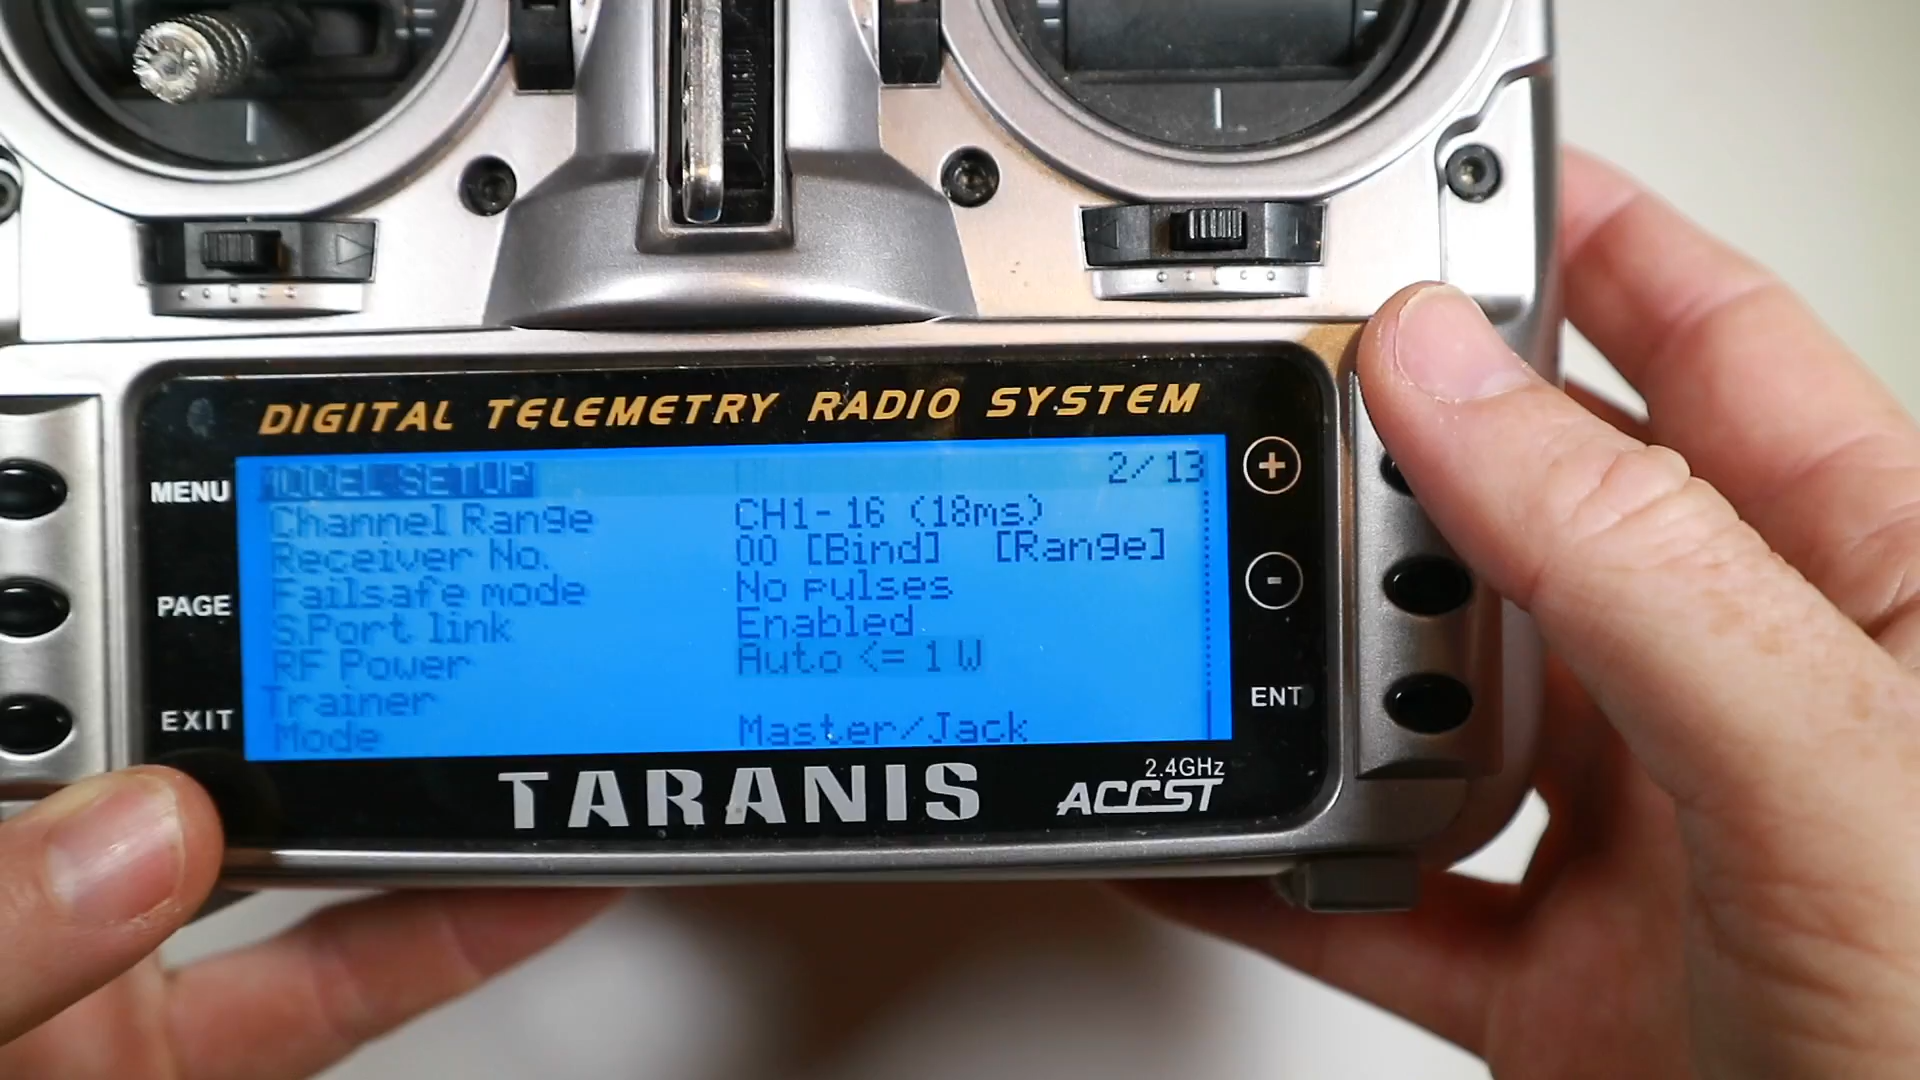 DIGITAL TELEMETRY RADIO SYSTEM
MENU
PAGE
EXIT
MODEL SETUP 2/13
Channel Range CH1-16 (18ms)
Receiver No. 00 [Bind] [Range]
Failsafe mode No pulses
S.Port link Enabled
RF Power Auto <= 1 W
Trainer
Mode Master/Jack
+
-
ENT
TARANIS
2.4GHz
ACCST